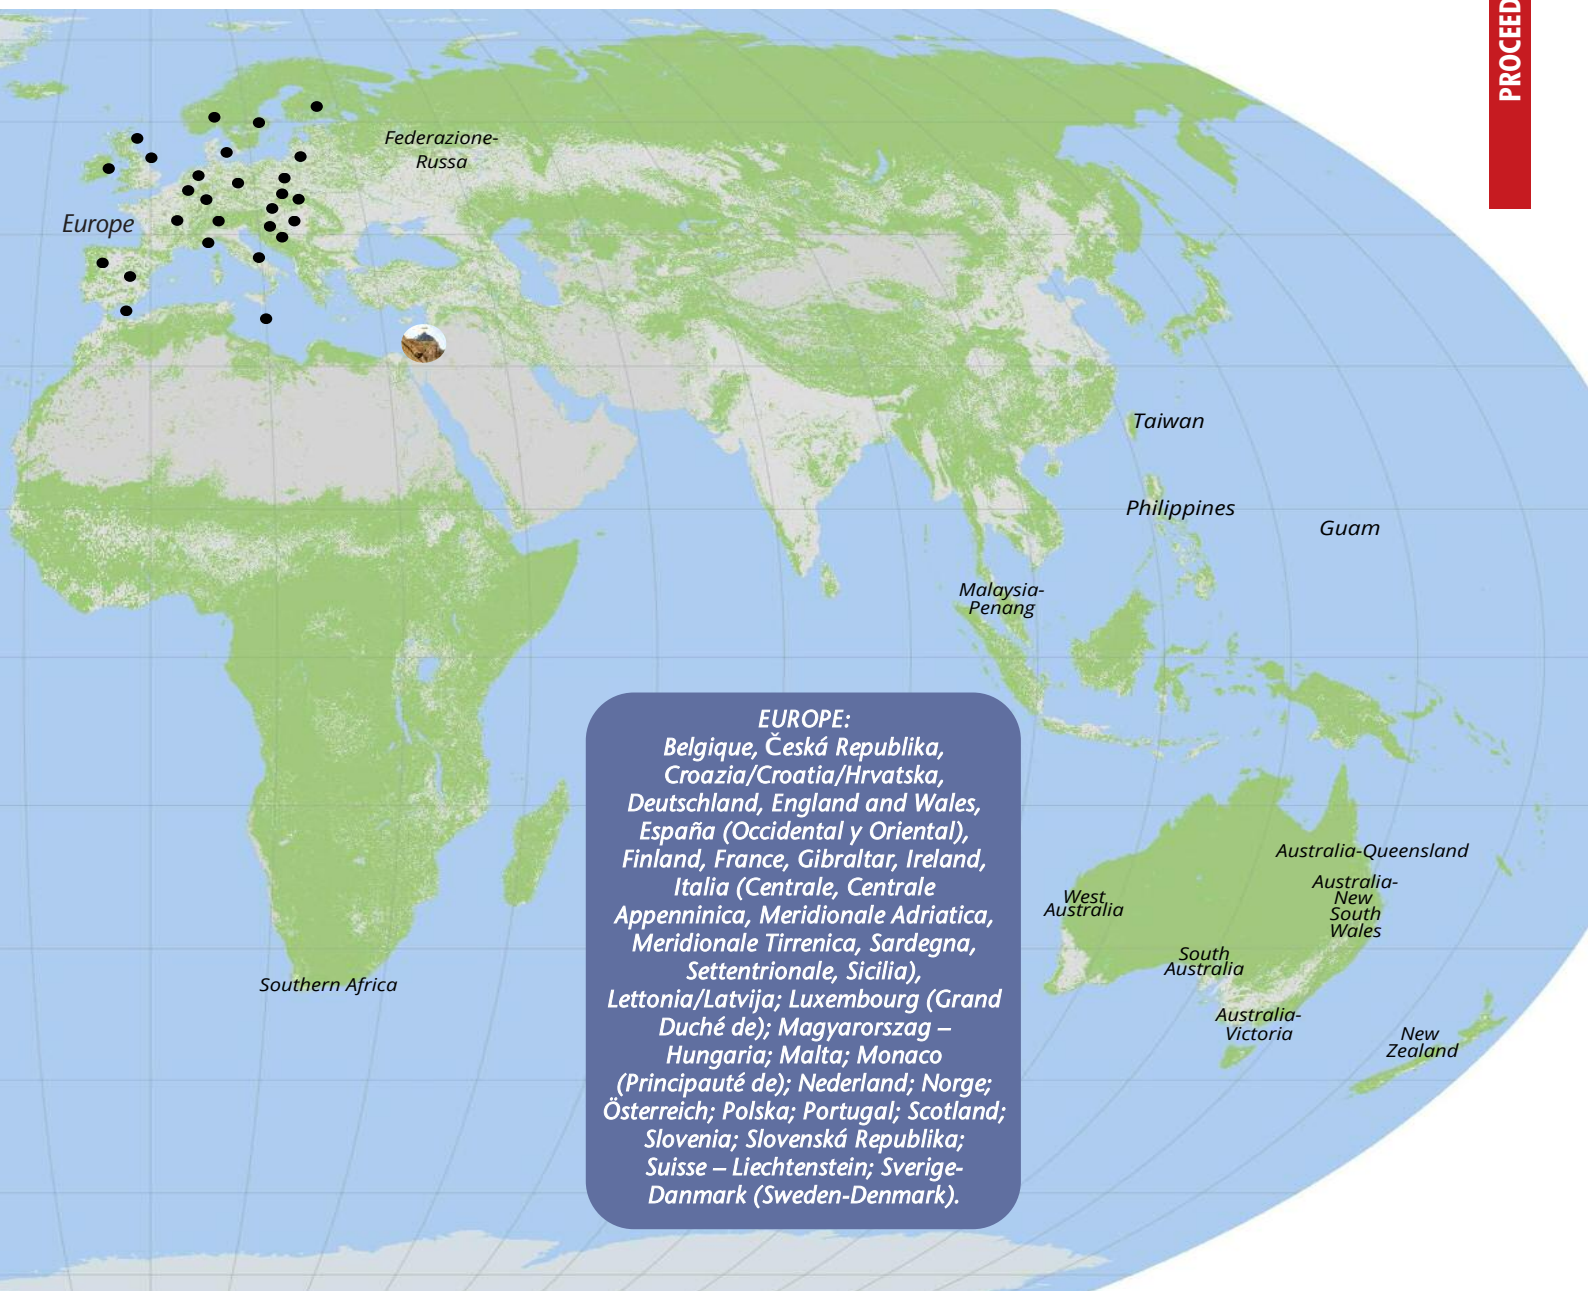 PROCEED
Federazione-
Russa
Europe
Taiwan
Philippines
Guam
Malaysia-
Penang
EUROPE:
Belgique, Česká Republika,
Croazia/Croatia/Hrvatska,
Deutschland, England and Wales,
España (Occidental y Oriental),
Finland, France, Gibraltar, Ireland,
Italia (Centrale, Centrale
Appenninica, Meridionale Adriatica,
Meridionale Tirrenica, Sardegna,
Settentrionale, Sicilia),
Lettonia/Latvija; Luxembourg (Grand
Duché de); Magyarorszag –
Hungaria; Malta; Monaco
(Principauté de); Nederland; Norge;
Österreich; Polska; Portugal; Scotland;
Slovenia; Slovenská Republika;
Suisse – Liechtenstein; Sverige-
Danmark (Sweden-Denmark).
Australia-Queensland
Australia-
New
South
Wales
West
Australia
South
Australia
Southern Africa
Australia-
Victoria
New
Zealand